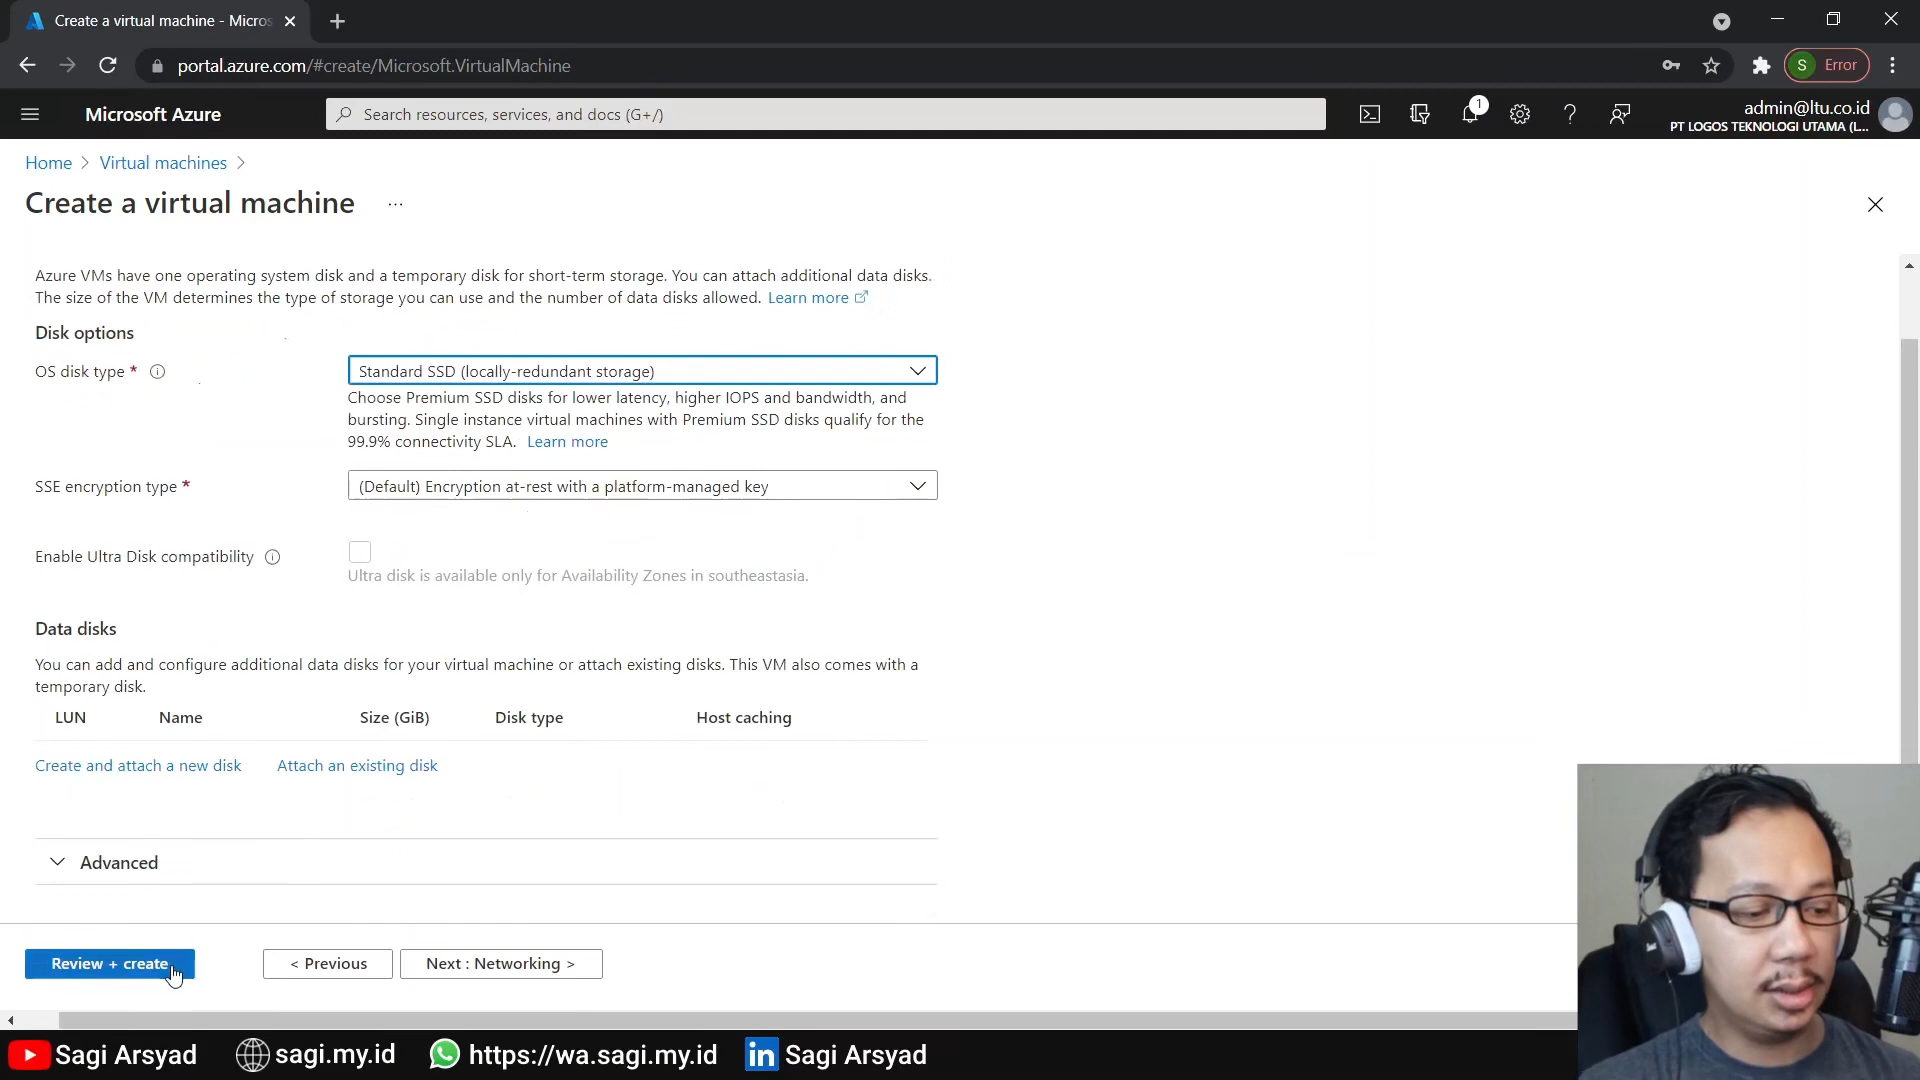 Create a virtual machine - Micros
portal.azure.com/#create/Microsoft.VirtualMachine
S Error
Microsoft Azure
Search resources, services, and docs (G+/)
1
admin@ltu.co.id
PT LOGOS TEKNOLOGI UTAMA (L...
Home > Virtual machines >
Create a virtual machine ...
Azure VMs have one operating system disk and a temporary disk for short-term storage. You can attach additional data disks.
The size of the VM determines the type of storage you can use and the number of data disks allowed. Learn more
Disk options
OS disk type *
Standard SSD (locally-redundant storage)
Choose Premium SSD disks for lower latency, higher IOPS and bandwidth, and
bursting. Single instance virtual machines with Premium SSD disks qualify for the
99.9% connectivity SLA. Learn more
SSE encryption type *
(Default) Encryption at-rest with a platform-managed key
Enable Ultra Disk compatibility
Ultra disk is available only for Availability Zones in southeastasia.
Data disks
You can add and configure additional data disks for your virtual machine or attach existing disks. This VM also comes with a
temporary disk.
LUN Name Size (GiB) Disk type Host caching
Create and attach a new disk Attach an existing disk
Advanced
Review + create < Previous Next : Networking >
Sagi Arsyad sagi.my.id https://wa.sagi.my.id in Sagi Arsyad